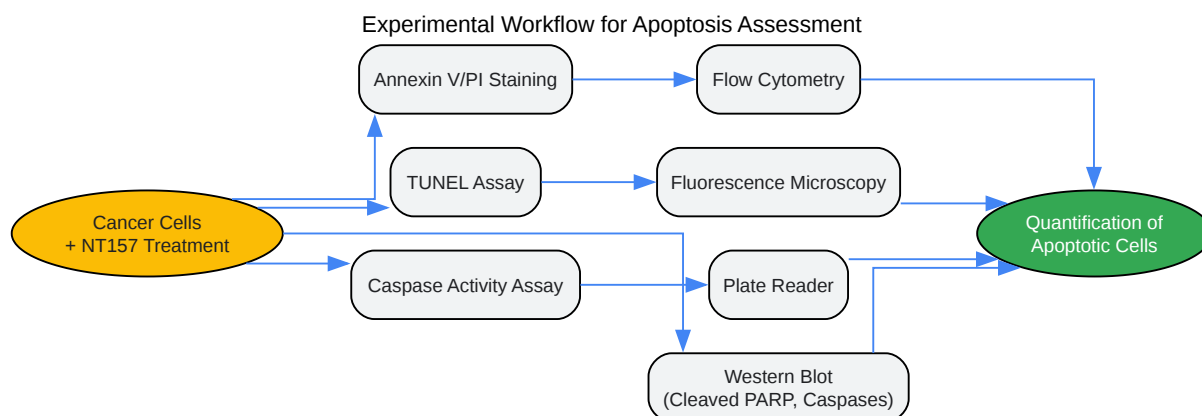 Experimental Workflow for Apoptosis Assessment
Annexin V/PI Staining
Flow Cytometry
TUNEL Assay
Fluorescence Microscopy
Cancer Cells
+ NT157 Treatment
Quantification of
Apoptotic Cells
Caspase Activity Assay
Plate Reader
Western Blot
(Cleaved PARP, Caspases)